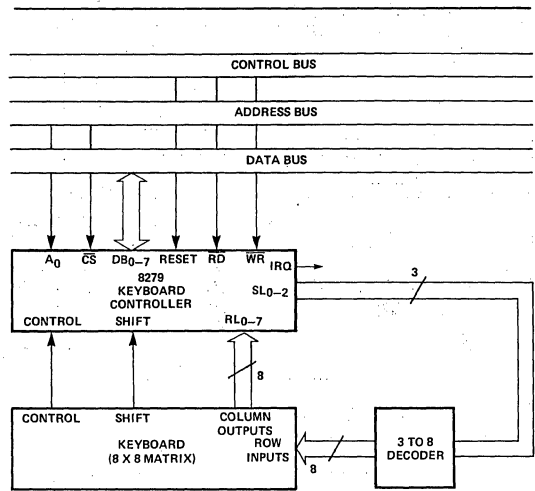 CONTROL BUS
ADDRESS BUS
DATA BUS
A0 CS DB0–7 RESET RD WR
IRQ
8279
KEYBOARD
CONTROLLER
SL0–2
3
CONTROL SHIFT RL0–7
8
CONTROL SHIFT COLUMN
OUTPUTS
ROW
INPUTS
KEYBOARD
(8 X 8 MATRIX)
8
3 TO 8
DECODER